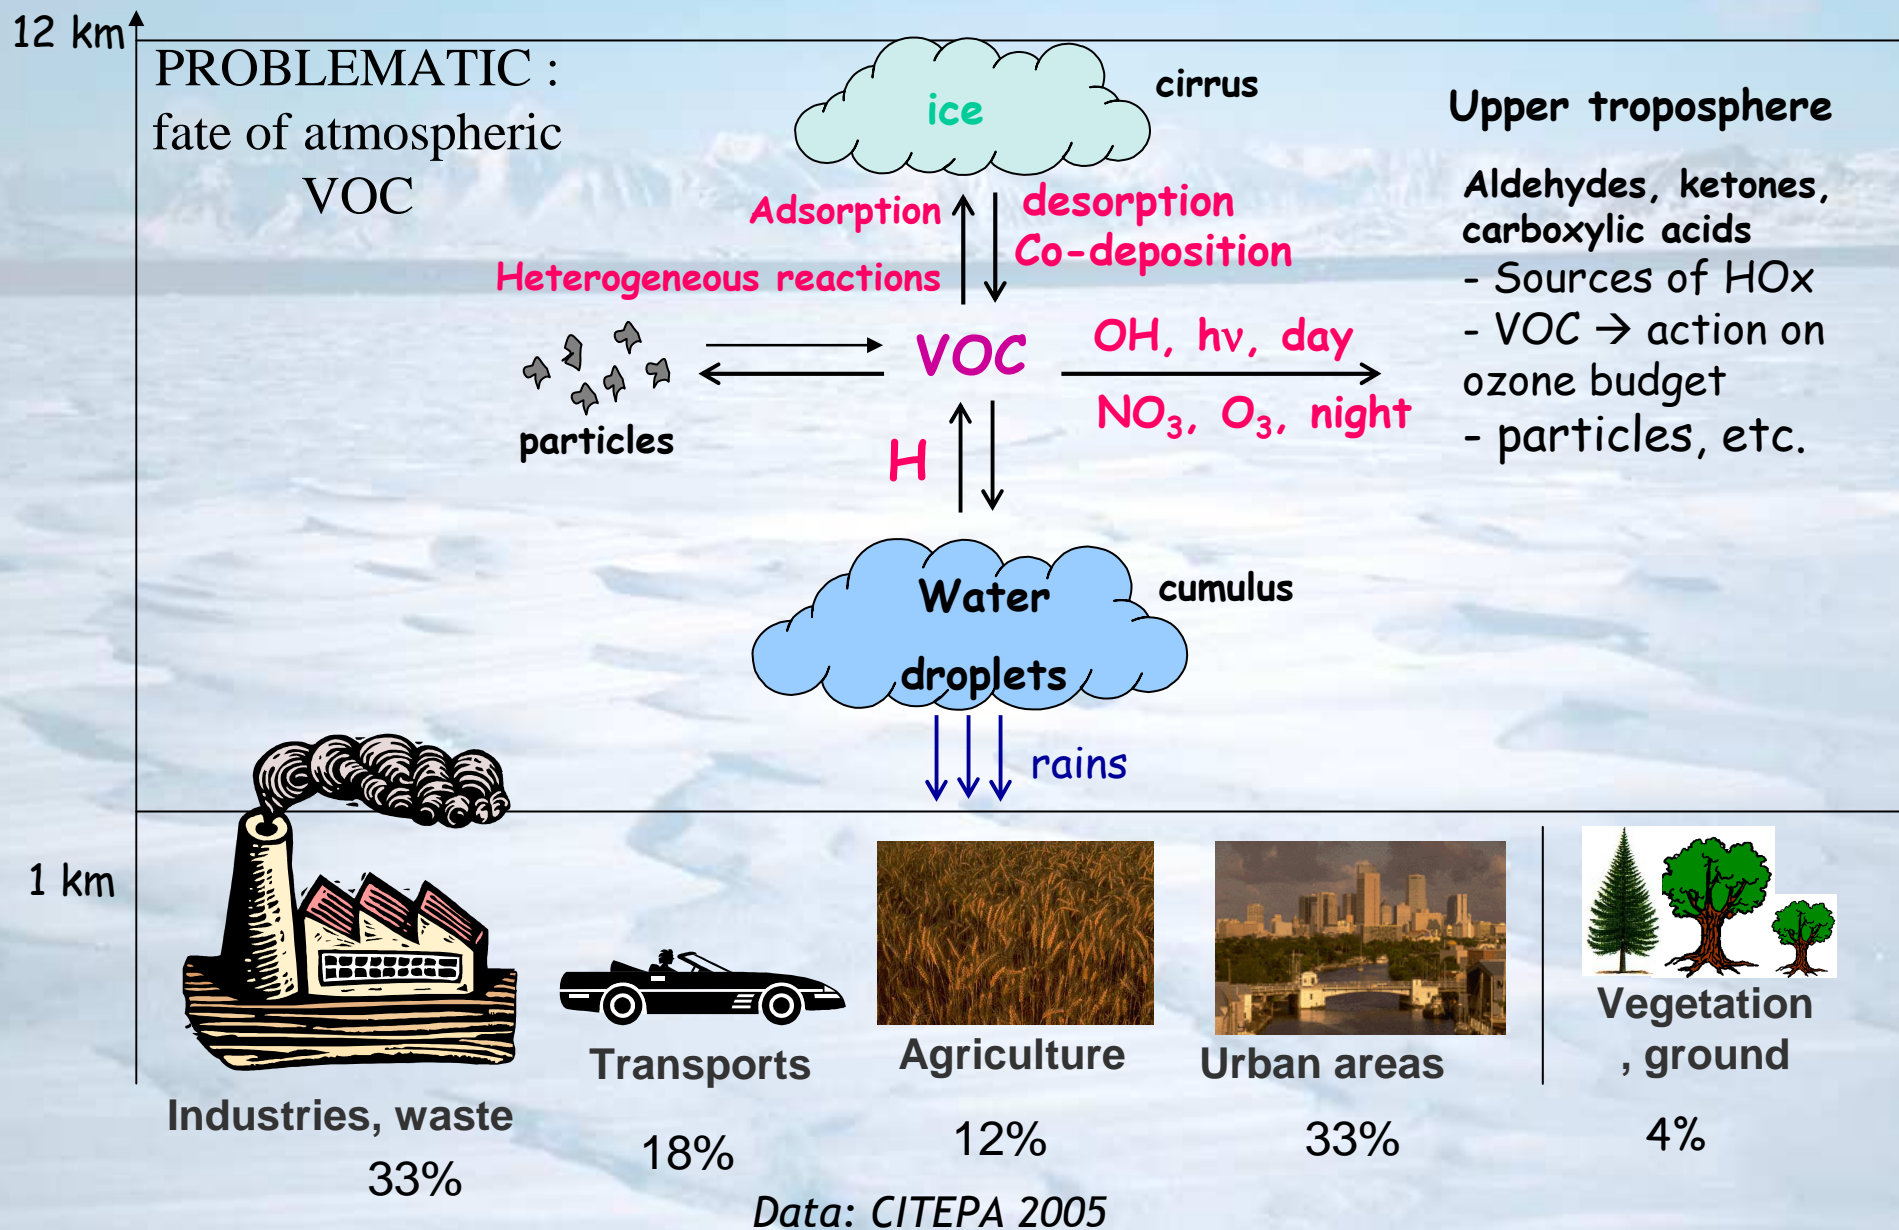 12 km
PROBLEMATIC :
fate of atmospheric
VOC
ice
cirrus
Adsorption
desorption
Co-deposition
Heterogeneous reactions
Upper troposphere
Aldehydes, ketones,
carboxylic acids
- Sources of HOx
- VOC → action on
ozone budget
- particles, etc.
particles
VOC
OH, hν, day
NO₃, O₃, night
H
Water
droplets
cumulus
rains
1 km
Industries, waste
33%
Transports
18%
Agriculture
12%
Urban areas
33%
Vegetation
, ground
4%
Data: CITEPA 2005